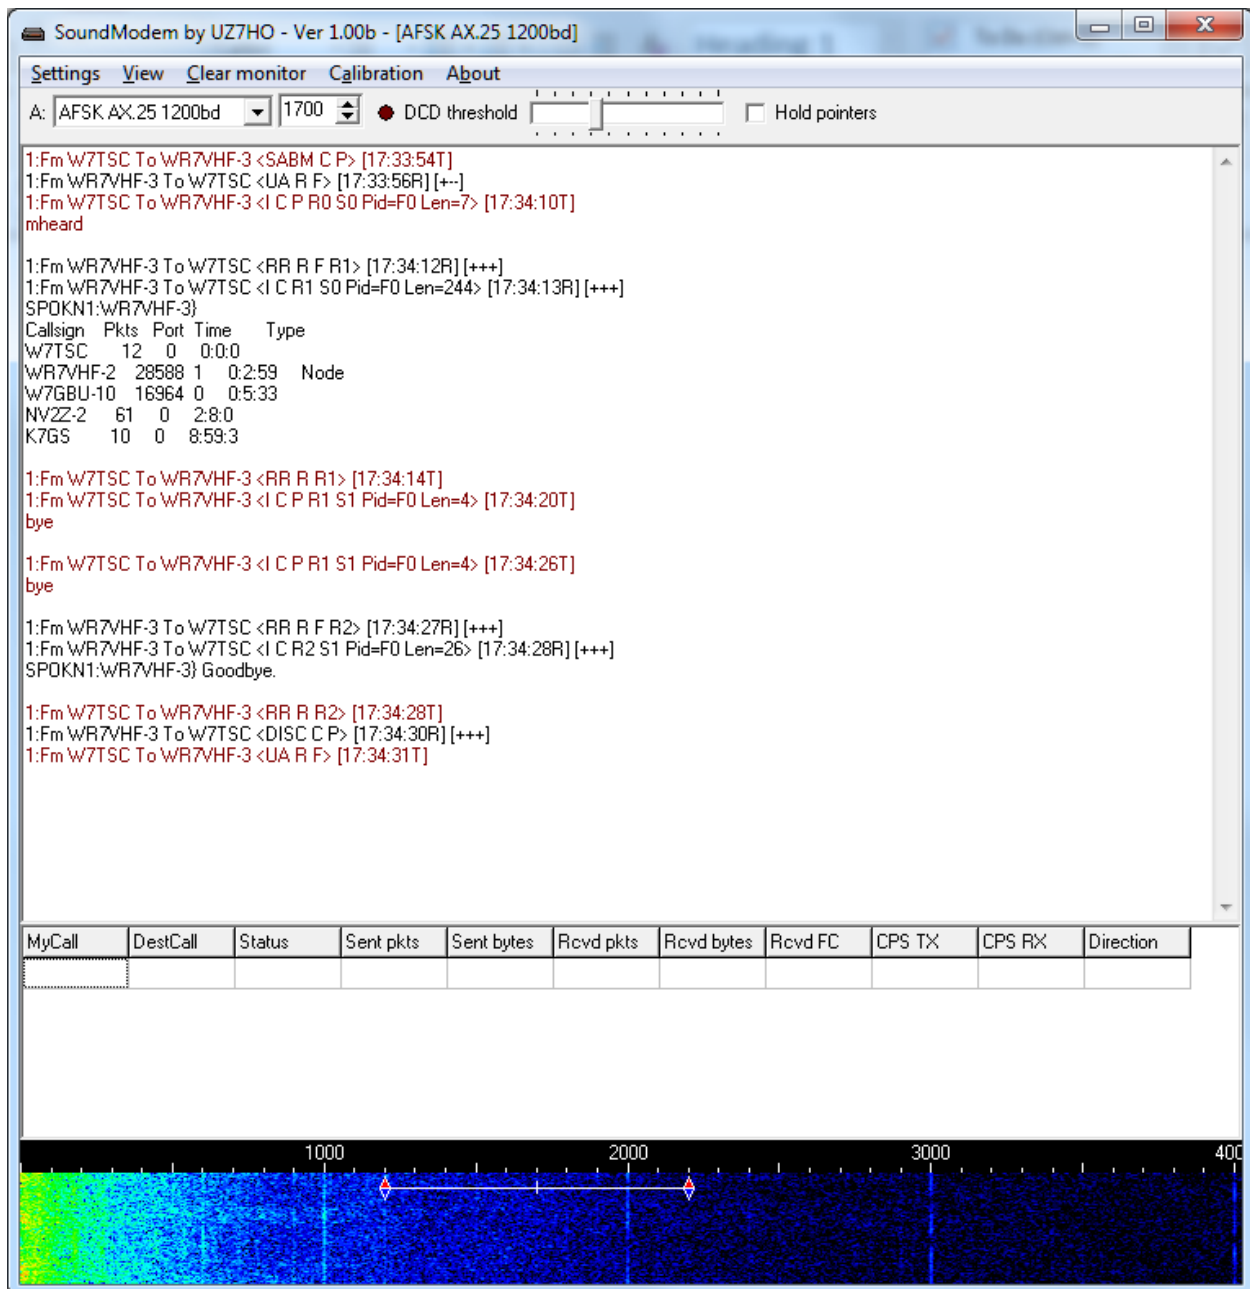 SoundModem by UZ7HO - Ver 1.00b - [AFSK AX.25 1200bd]
Settings View Clear monitor Calibration About
A: AFSK AX.25 1200bd 1700 DCD threshold Hold pointers
1:Fm W7TSC To WR7VHF-3 <SABM C P> [17:33:54T]
1:Fm WR7VHF-3 To W7TSC <UA R F> [17:33:56R] [+--]
1:Fm W7TSC To WR7VHF-3 <I C P R0 S0 Pid=F0 Len=7> [17:34:10T]
mheard
1:Fm WR7VHF-3 To W7TSC <RR R F R1> [17:34:12R] [+++]
1:Fm WR7VHF-3 To W7TSC <I C R1 S0 Pid=F0 Len=244> [17:34:13R] [+++]
SPOKN1:WR7VHF-3}
Callsign Pkts Port Time Type
W7TSC 12 0 0:0:0
WR7VHF-2 28588 1 0:2:59 Node
W7GBU-10 16964 0 0:5:33
NV2Z-2 61 0 2:8:0
K7GS 10 0 8:59:3
1:Fm W7TSC To WR7VHF-3 <RR R R1> [17:34:14T]
1:Fm W7TSC To WR7VHF-3 <I C P R1 S1 Pid=F0 Len=4> [17:34:20T]
bye
1:Fm W7TSC To WR7VHF-3 <I C P R1 S1 Pid=F0 Len=4> [17:34:26T]
bye
1:Fm WR7VHF-3 To W7TSC <RR R F R2> [17:34:27R] [+++]
1:Fm WR7VHF-3 To W7TSC <I C R2 S1 Pid=F0 Len=26> [17:34:28R] [+++]
SPOKN1:WR7VHF-3} Goodbye.
1:Fm W7TSC To WR7VHF-3 <RR R R2> [17:34:28T]
1:Fm WR7VHF-3 To W7TSC <DISC C P> [17:34:30R] [+++]
1:Fm W7TSC To WR7VHF-3 <UA R F> [17:34:31T]
MyCall DestCall Status Sent pkts Sent bytes Rcvd pkts Rcvd bytes Rcvd FC CPS TX CPS RX Direction
1000 2000 3000 400